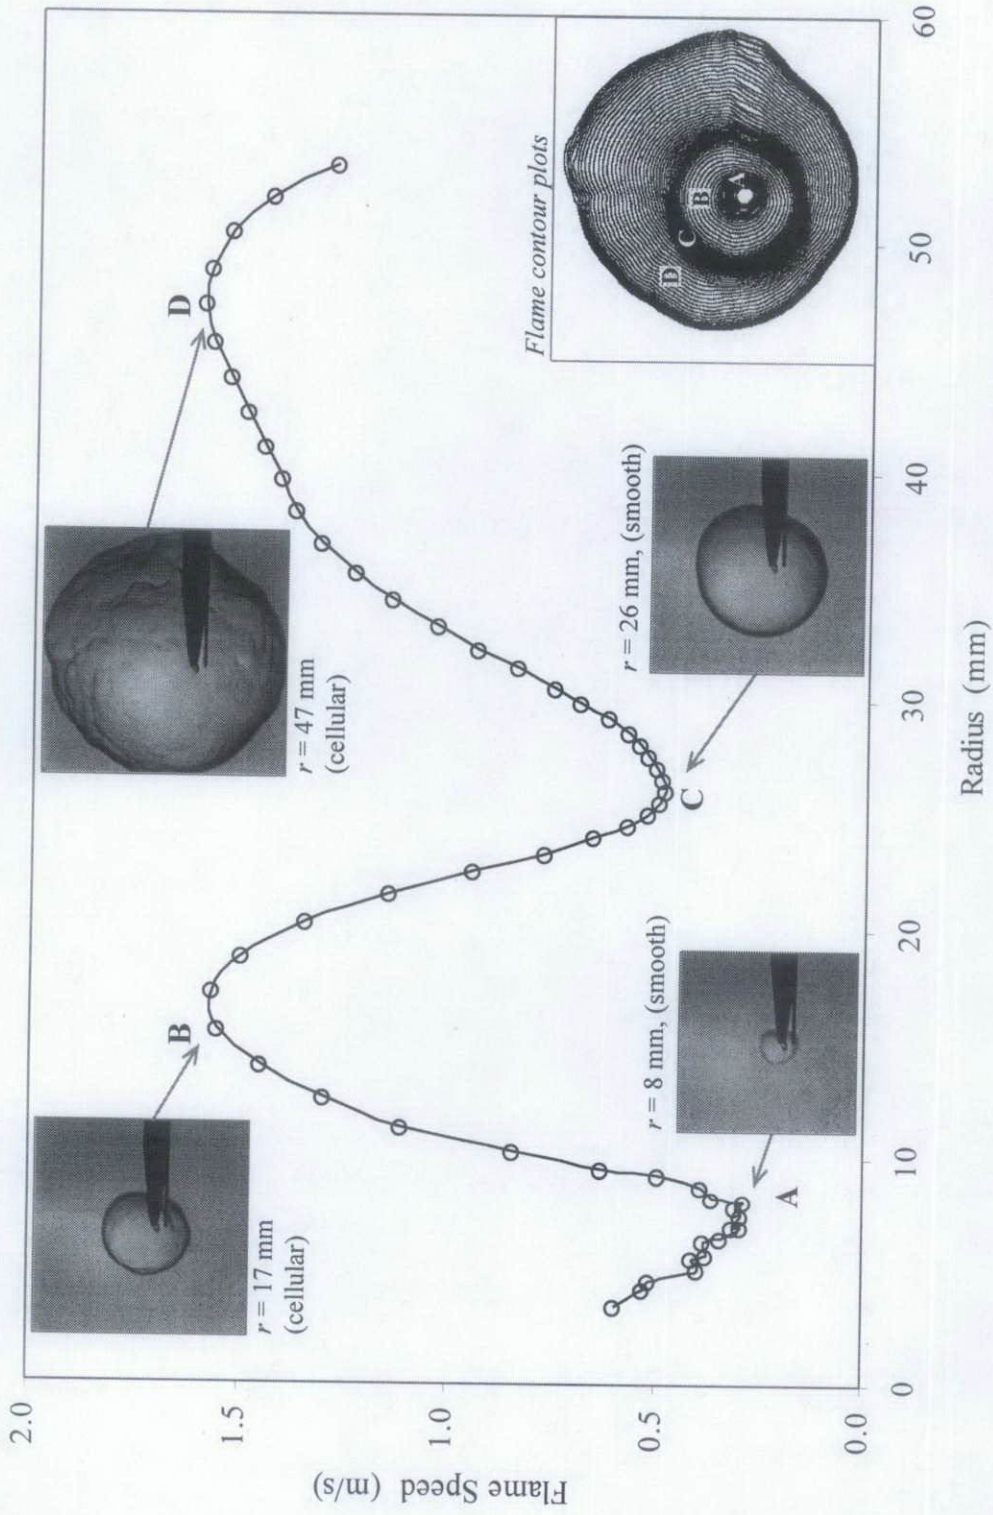 2.0
1.5
1.0
0.5
0.0
Flame Speed (m/s)
0
10
20
30
40
50
60
Radius (mm)
r = 17 mm
(cellular)
B
r = 47 mm
(cellular)
D
A
r = 8 mm, (smooth)
C
r = 26 mm, (smooth)
Flame contour plots
D
C
B
A